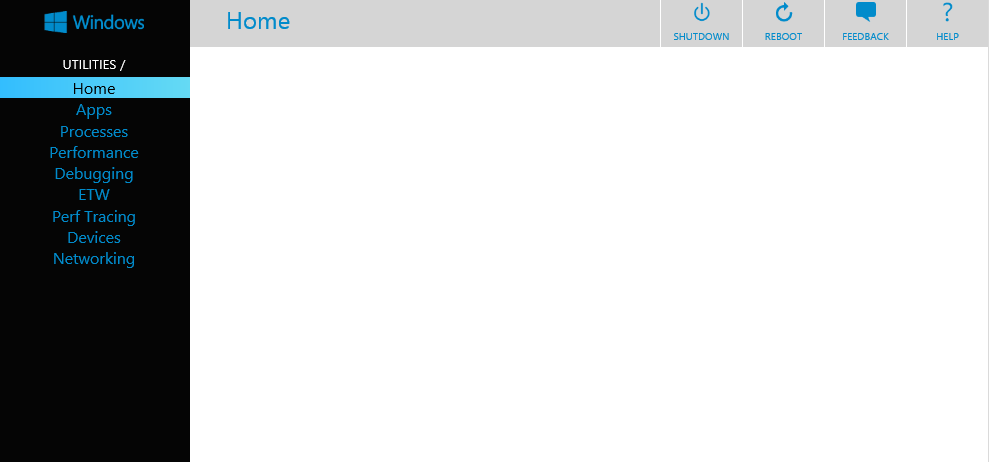 Windows
Home
SHUTDOWN
REBOOT
FEEDBACK
?
HELP
UTILITIES /
Home
Apps
Processes
Performance
Debugging
ETW
Perf Tracing
Devices
Networking